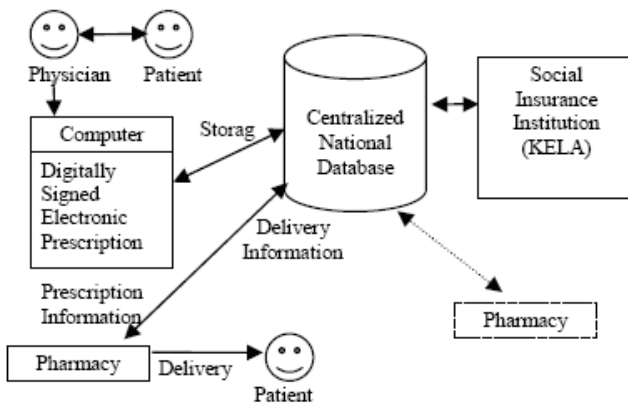 Physician
Patient
Computer
Digitally
Signed
Electronic
Prescription
Storag
Centralized
National
Database
Social
Insurance
Institution
(KELA)
Delivery
Information
Prescription
Information
Pharmacy
Pharmacy
Delivery
Patient